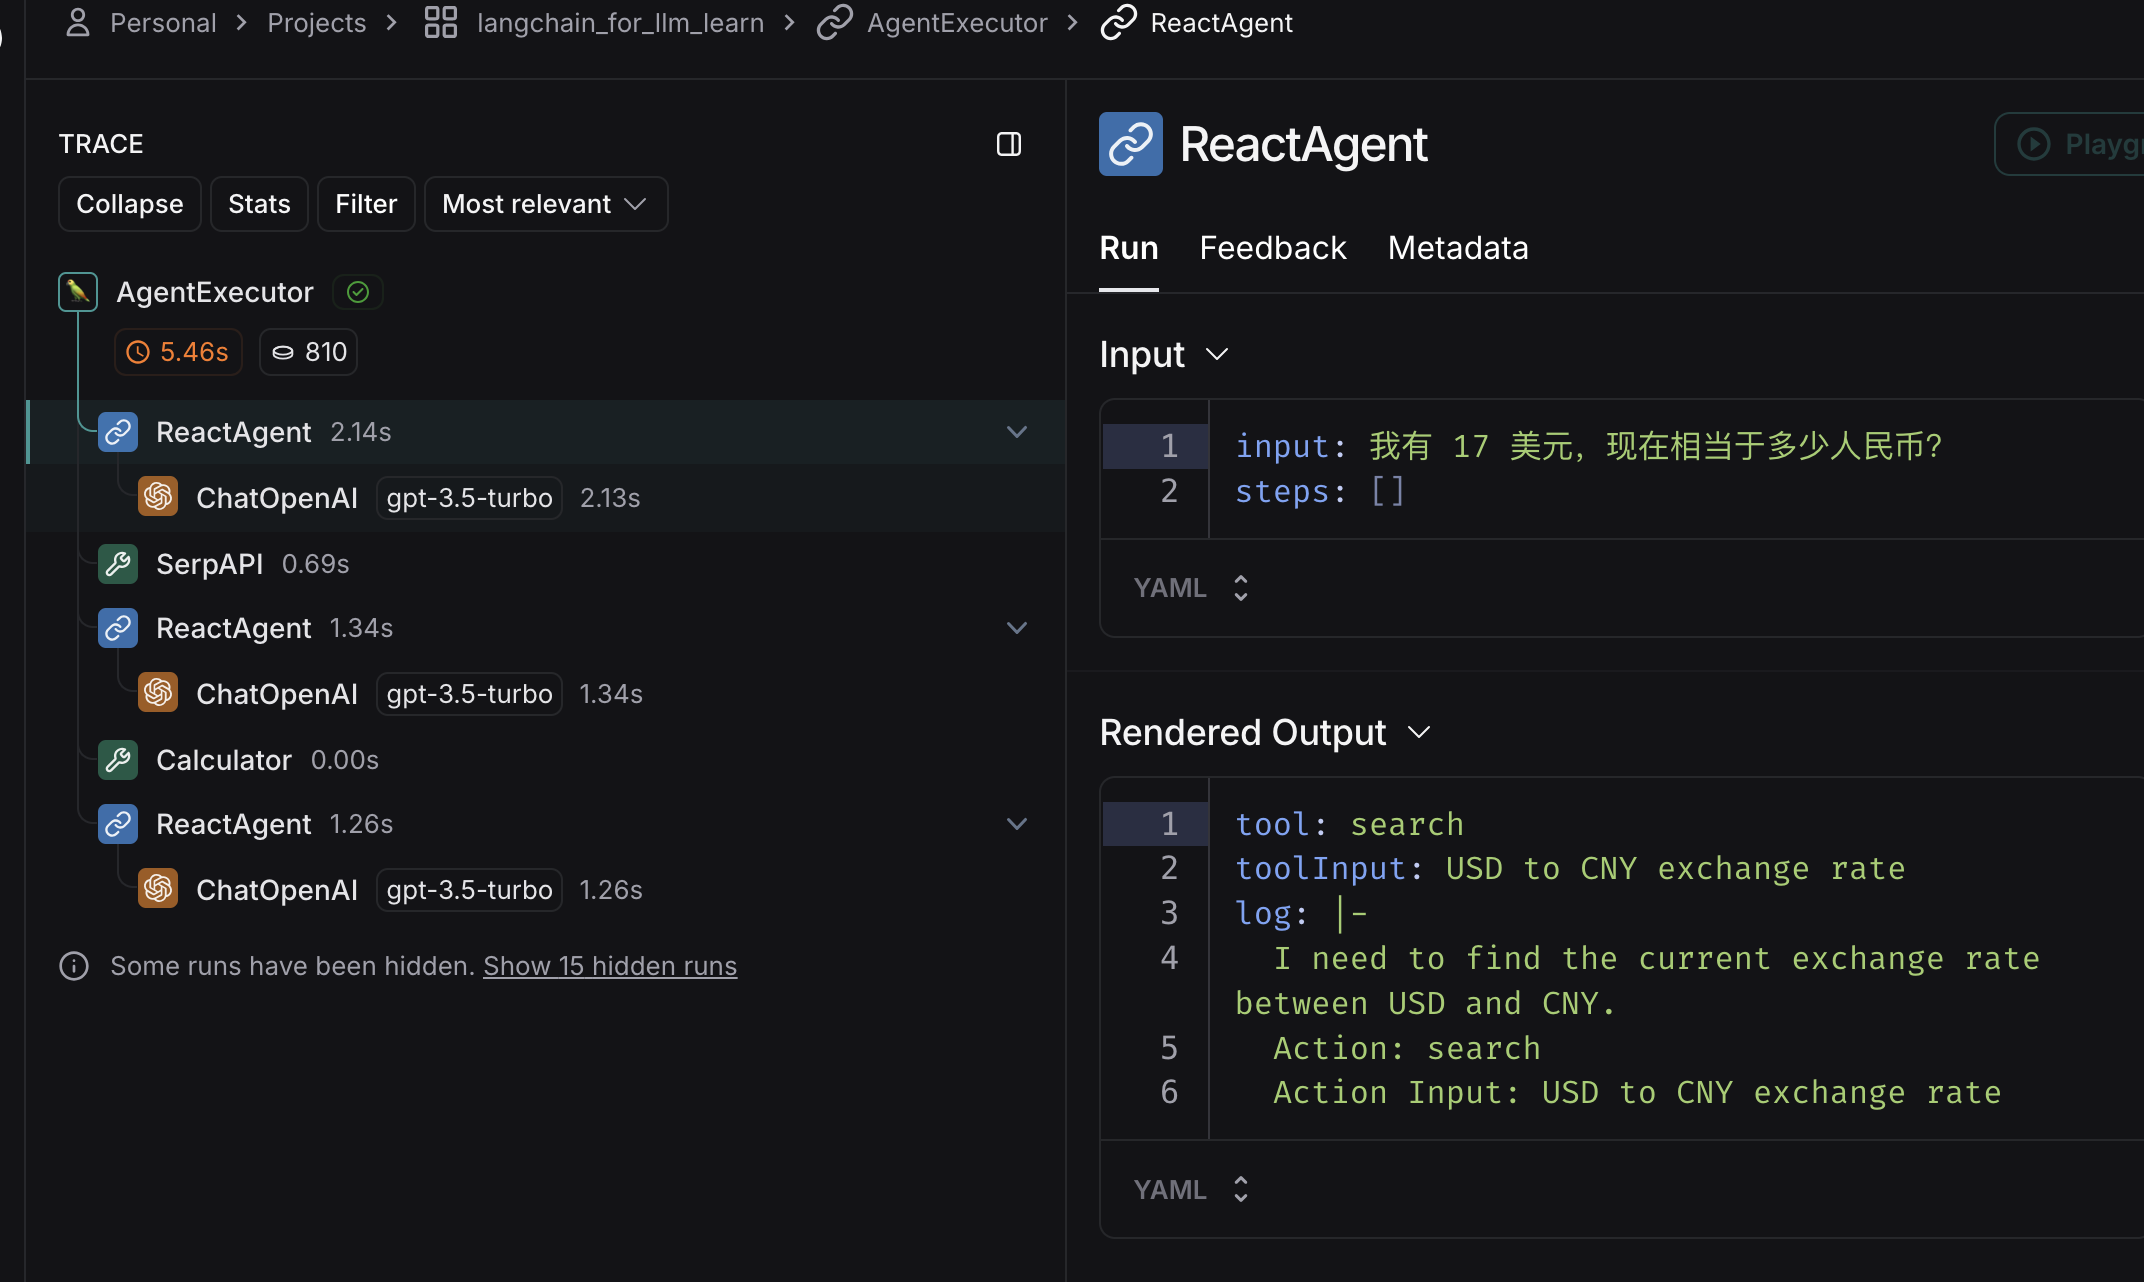 Personal > Projects > langchain_for_llm_learn > AgentExecutor > ReactAgent
TRACE
Collapse Stats Filter Most relevant
AgentExecutor
5.46s 810
ReactAgent 2.14s
ChatOpenAI gpt-3.5-turbo 2.13s
SerpAPI 0.69s
ReactAgent 1.34s
ChatOpenAI gpt-3.5-turbo 1.34s
Calculator 0.00s
ReactAgent 1.26s
ChatOpenAI gpt-3.5-turbo 1.26s
Some runs have been hidden. Show 15 hidden runs
ReactAgent
Run Feedback Metadata
Input
1 input: 我有 17 美元，现在相当于多少人民币？
2 steps: []
YAML
Rendered Output
1 tool: search
2 toolInput: USD to CNY exchange rate
3 log: |-
4 I need to find the current exchange rate
between USD and CNY.
5 Action: search
6 Action Input: USD to CNY exchange rate
YAML